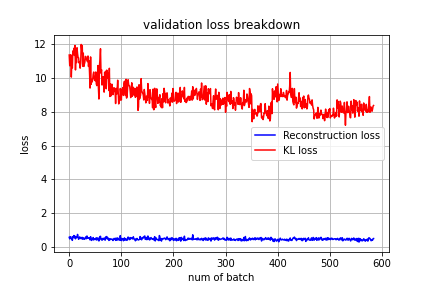 validation loss breakdown
12
10
8
6
4
2
0
loss
Reconstruction loss
KL loss
0 100 200 300 400 500 600
num of batch